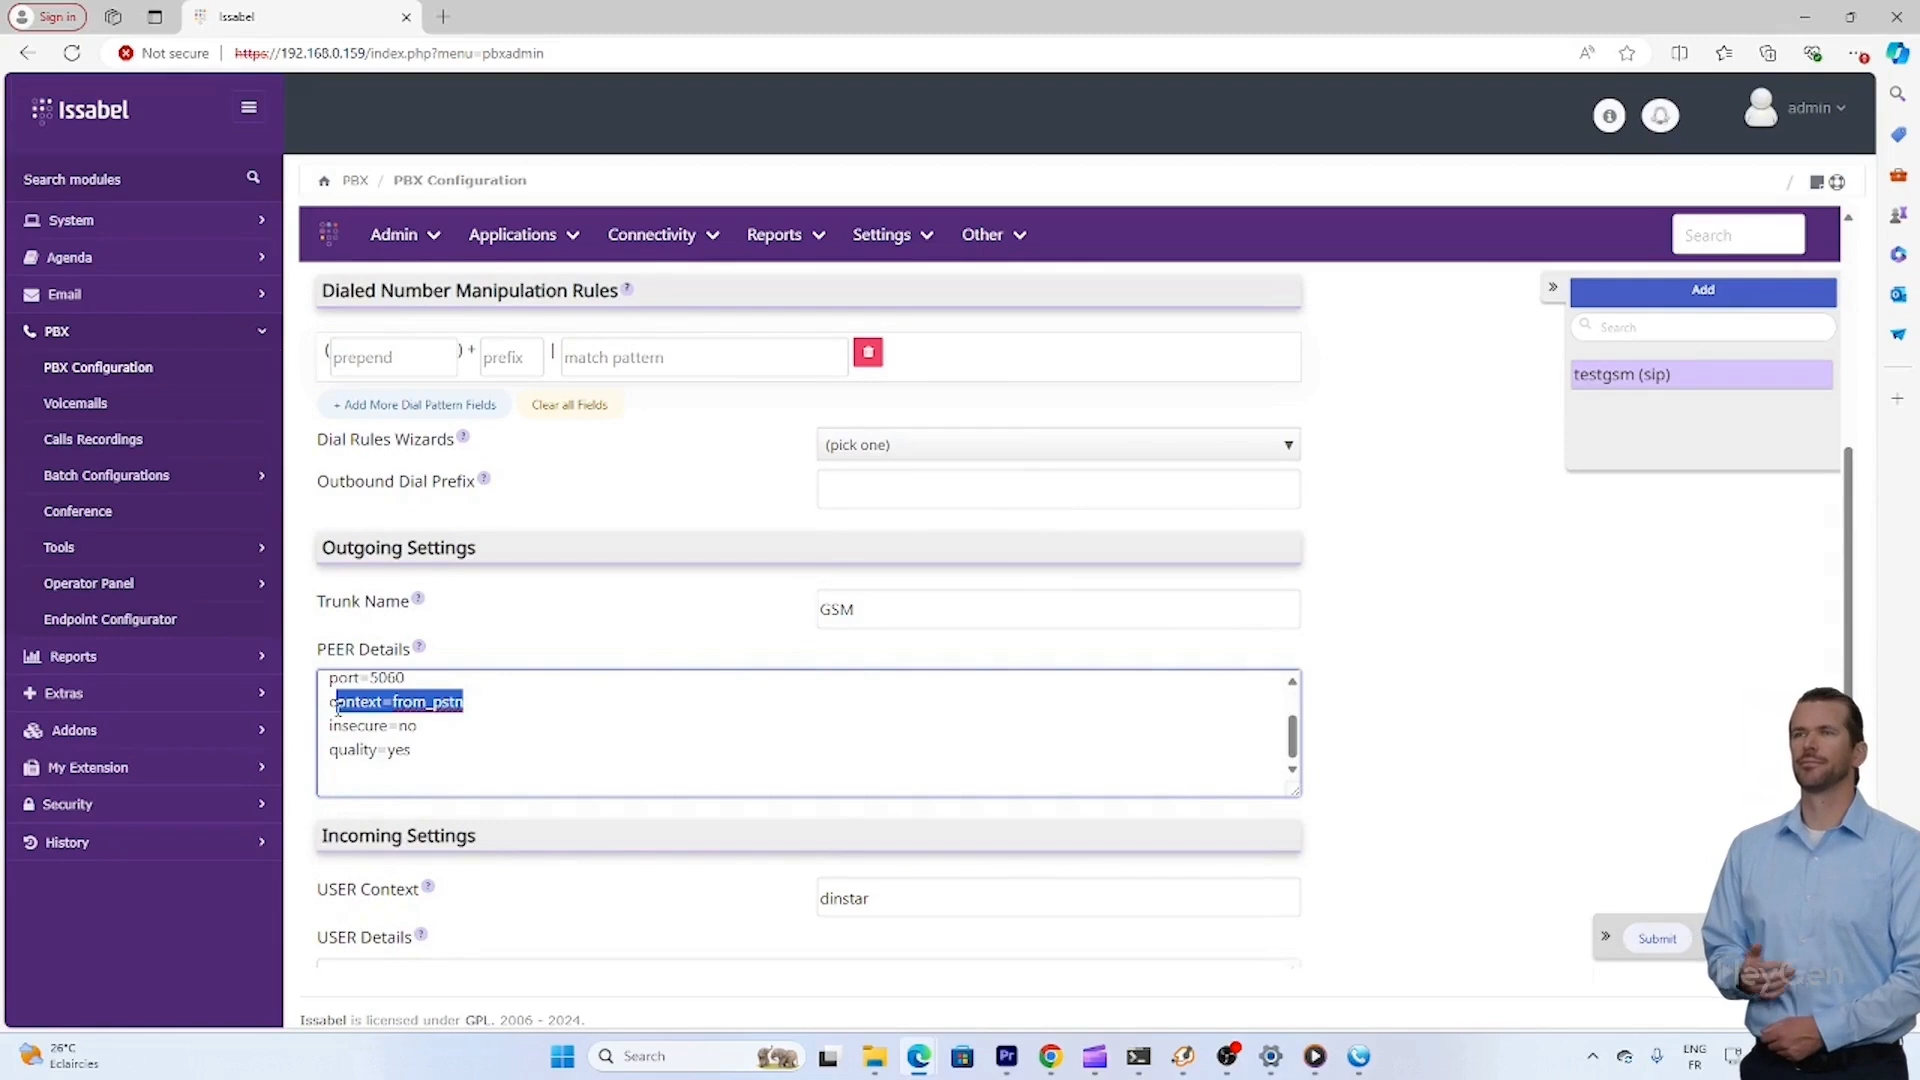 Sign in
Issabel
Not secure
https://192.168.0.159/index.php?menu=pbxadmin
Issabel
admin
Search modules
PBX / PBX Configuration
System
Agenda
Email
PBX
PBX Configuration
Voicemails
Calls Recordings
Batch Configurations
Conference
Tools
Operator Panel
Endpoint Configurator
Reports
Extras
Addons
My Extension
Security
History
Admin
Applications
Connectivity
Reports
Settings
Other
Search
Dialed Number Manipulation Rules ?
(prepend) + prefix | match pattern
+ Add More Dial Pattern Fields
Clear all Fields
Dial Rules Wizards ?
(pick one)
Outbound Dial Prefix ?
Outgoing Settings
Trunk Name ?
GSM
PEER Details ?
port=5060
context=from_pstn
insecure=no
quality=yes
Incoming Settings
USER Context ?
dinstar
USER Details ?
Add
Search
testgsm (sip)
Submit
HeyGen
Issabel is licensed under GPL. 2006 - 2024.
26°C
Eclaircies
Search
Pr
ENG
FR